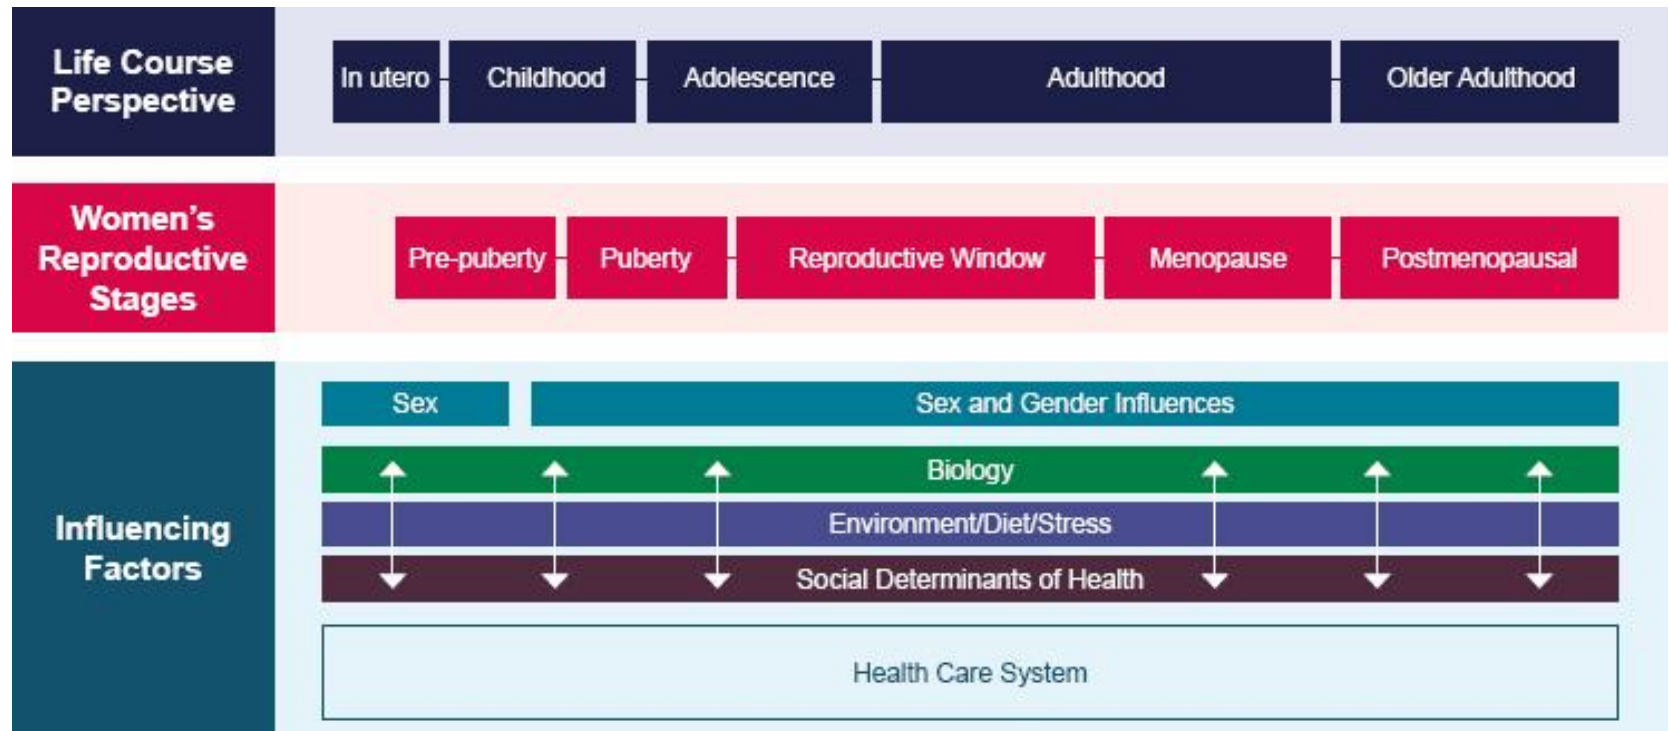 Life Course
Perspective
In utero
Childhood
Adolescence
Adulthood
Older Adulthood
Women's
Reproductive
Stages
Pre-puberty
Puberty
Reproductive Window
Menopause
Postmenopausal
Influencing
Factors
Sex
Sex and Gender Influences
Biology
Environment/Diet/Stress
Social Determinants of Health
Health Care System